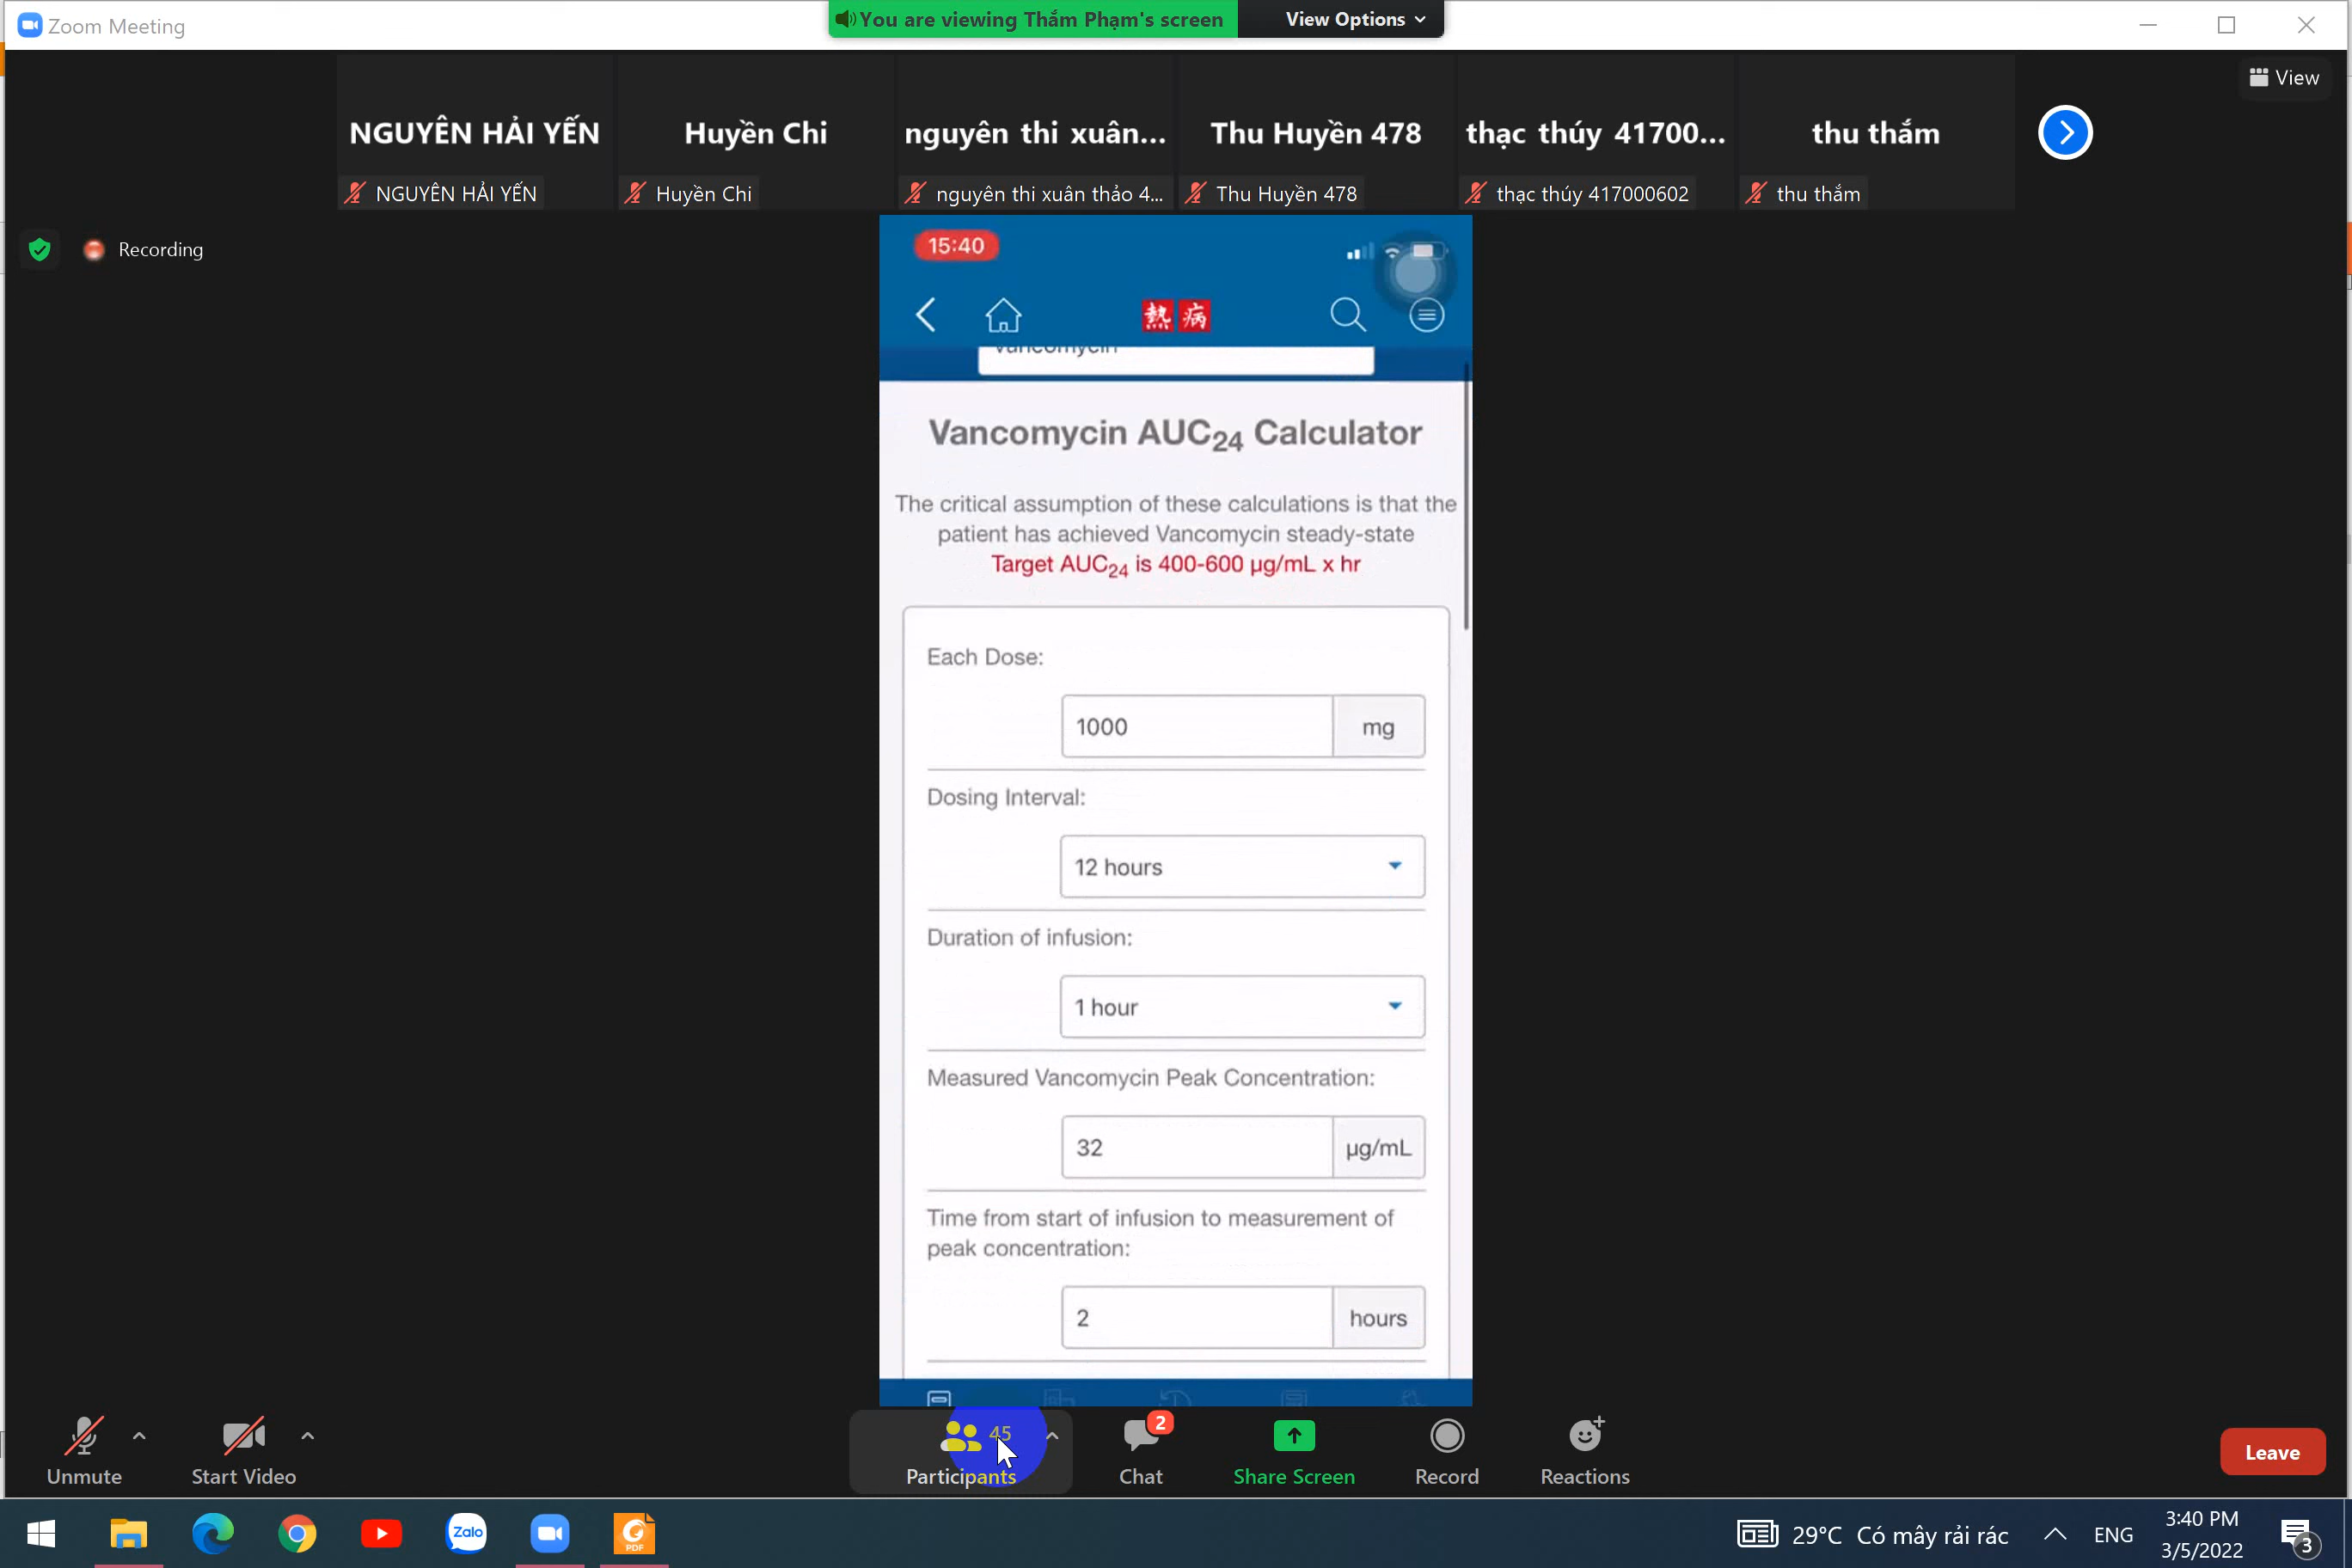 Zoom Meeting
You are viewing Thắm Phạm's screen
View Options
View
NGUYÊN HẢI YẾN
Huyền Chi
nguyên thi xuân...
Thu Huyền 478
thạc thúy 41700...
thu thắm
NGUYÊN HẢI YẾN
Huyền Chi
nguyên thi xuân thảo 4...
Thu Huyền 478
thạc thúy 417000602
thu thắm
Recording
15:40
熱病
Vancomycin
Vancomycin AUC24 Calculator
The critical assumption of these calculations is that the
patient has achieved Vancomycin steady-state
Target AUC24 is 400-600 µg/mL x hr
Each Dose:
1000
mg
Dosing Interval:
12 hours
Duration of infusion:
1 hour
Measured Vancomycin Peak Concentration:
32
µg/mL
Time from start of infusion to measurement of
peak concentration:
2
hours
Unmute
Start Video
45
Participants
2
Chat
Share Screen
Record
Reactions
Leave
Zalo
PDF
29°C Có mây rải rác
ENG
3:40 PM
3/5/2022
3